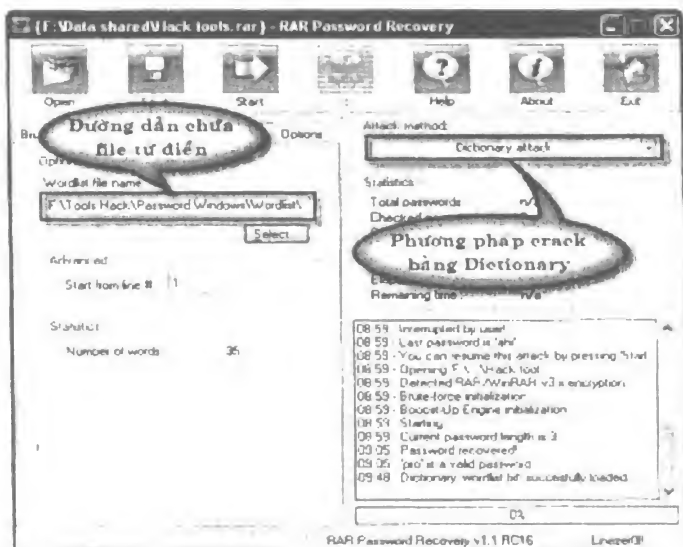 (F:\Data shared\Hack tools.rar) - RAR Password Recovery
Open
Start
Help
About
Exit
Options
Đường dẫn chứa
file từ điển
Wordlist file name
F:\Tools Hack\Password Windows\Wordlist\
Select...
Advanced
Start from line #
1
Statistics
Number of words
35
Attack method:
Dictionary attack
Statistics
Total passwords
n/a
Checked
Phương pháp crack
bằng Dictionary
Remaining time:
n/a
08:59 - Interrupted by user!
08:59 - Last password is 'ahi'
08:59 - You can resume this attack by pressing 'Start
08:59 - Opening F:\...\Hack tool
08:59 - Detected RAR/WinRAR v3.x encryption
08:59 - Brute-force initialization
08:59 - Boost-Up Engine initialization
08:59 - Starting
08:59 - Current password length is 3
09:05 - Password recovered!
09:05 - 'pro' is a valid password
09:48 - Dictionary 'wordlist.txt' succesfully loaded.
0%
RAR Password Recovery v1.1 RC16